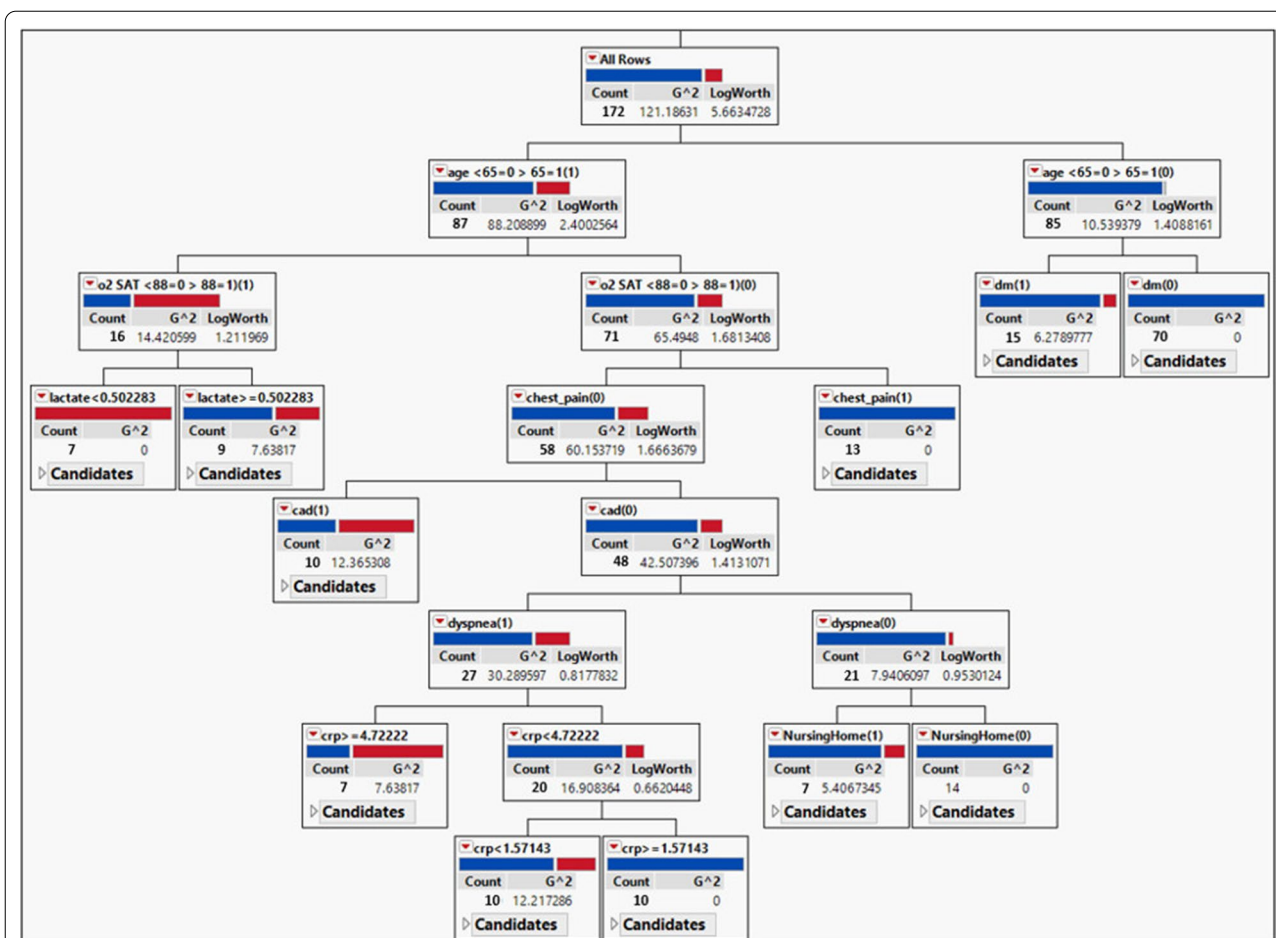 All Rows
Count G^2 LogWorth
172 121.18631 5.6634728
age <65=0 > 65=1(1)
Count G^2 LogWorth
87 88.208899 2.4002564
age <65=0 > 65=1(0)
Count G^2 LogWorth
85 10.539379 1.4088161
o2 SAT <88=0 > 88=1)(1)
Count G^2 LogWorth
16 14.420599 1.211969
o2 SAT <88=0 > 88=1)(0)
Count G^2 LogWorth
71 65.4948 1.6813408
dm(1)
Count G^2
15 6.2789777
Candidates
dm(0)
Count G^2
70 0
Candidates
lactate<0.502283
Count G^2
7 0
Candidates
lactate>=0.502283
Count G^2
9 7.63817
Candidates
chest_pain(0)
Count G^2 LogWorth
58 60.153719 1.6663679
chest_pain(1)
Count G^2
13 0
Candidates
cad(1)
Count G^2
10 12.365308
Candidates
cad(0)
Count G^2 LogWorth
48 42.507396 1.4131071
dyspnea(1)
Count G^2 LogWorth
27 30.289597 0.8177832
dyspnea(0)
Count G^2 LogWorth
21 7.9406097 0.9530124
crp>=4.72222
Count G^2
7 7.63817
Candidates
crp<4.72222
Count G^2 LogWorth
20 16.908364 0.6620448
NursingHome(1)
Count G^2
7 5.4067345
Candidates
NursingHome(0)
Count G^2
14 0
Candidates
crp<1.57143
Count G^2
10 12.217286
Candidates
crp>=1.57143
Count G^2
10 0
Candidates